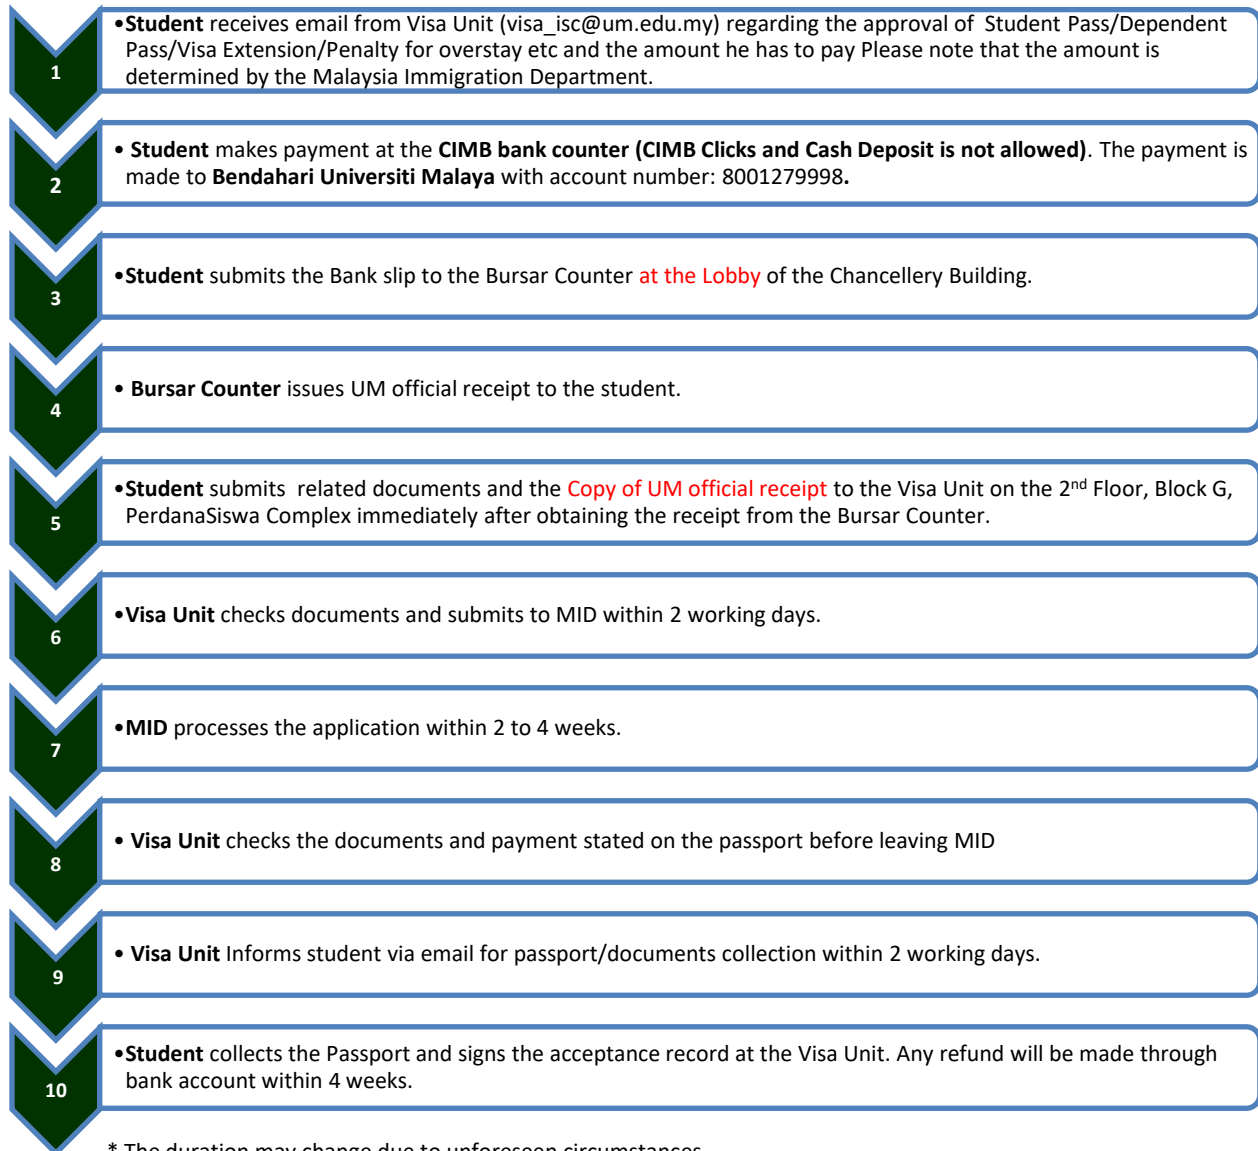 •Student receives email from Visa Unit (visa_isc@um.edu.my) regarding the approval of Student Pass/Dependent
Pass/Visa Extension/Penalty for overstay etc and the amount he has to pay Please note that the amount is
determined by the Malaysia Immigration Department.
1
• Student makes payment at the CIMB bank counter (CIMB Clicks and Cash Deposit is not allowed). The payment is
made to Bendahari Universiti Malaya with account number: 8001279998.
2
•Student submits the Bank slip to the Bursar Counter at the Lobby of the Chancellery Building.
3
• Bursar Counter issues UM official receipt to the student.
4
•Student submits related documents and the Copy of UM official receipt to the Visa Unit on the 2nd Floor, Block G,
PerdanaSiswa Complex immediately after obtaining the receipt from the Bursar Counter.
5
•Visa Unit checks documents and submits to MID within 2 working days.
6
•MID processes the application within 2 to 4 weeks.
7
• Visa Unit checks the documents and payment stated on the passport before leaving MID
8
• Visa Unit Informs student via email for passport/documents collection within 2 working days.
9
•Student collects the Passport and signs the acceptance record at the Visa Unit. Any refund will be made through
bank account within 4 weeks.
10
* The duration may change due to unforeseen circumstances